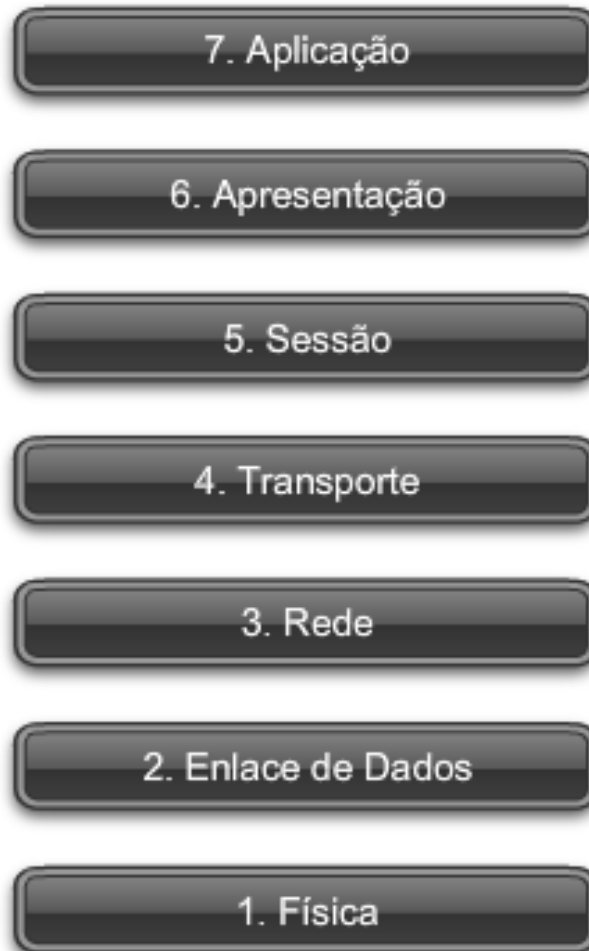 7. Aplicação
6. Apresentação
5. Sessão
4. Transporte
3. Rede
2. Enlace de Dados
1. Física